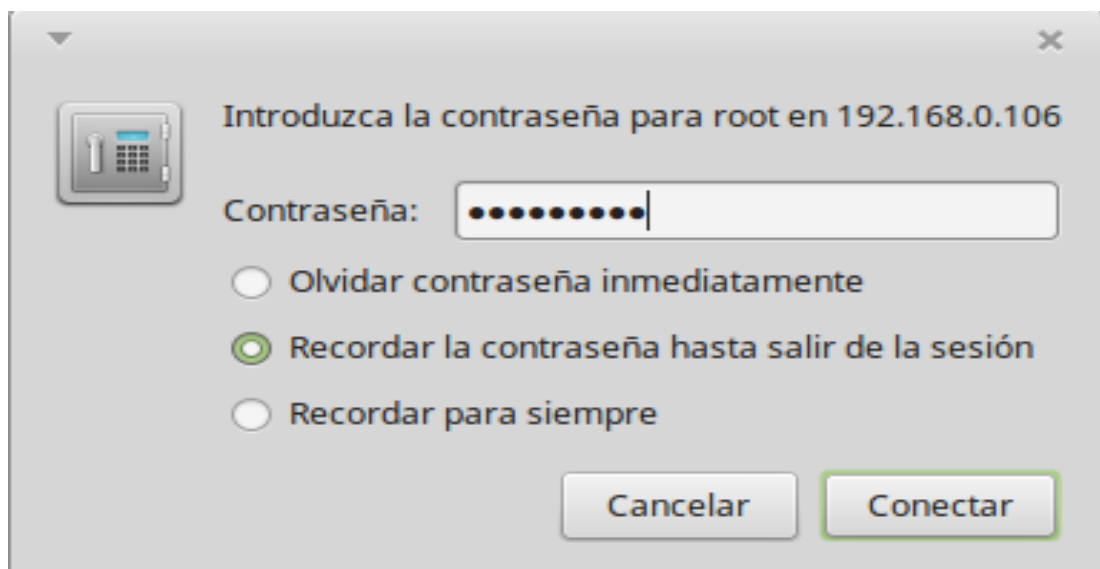 Introduzca la contraseña para root en 192.168.0.106
Contraseña: •••••••••
Olvidar contraseña inmediatamente
Recordar la contraseña hasta salir de la sesión
Recordar para siempre
Cancelar Conectar